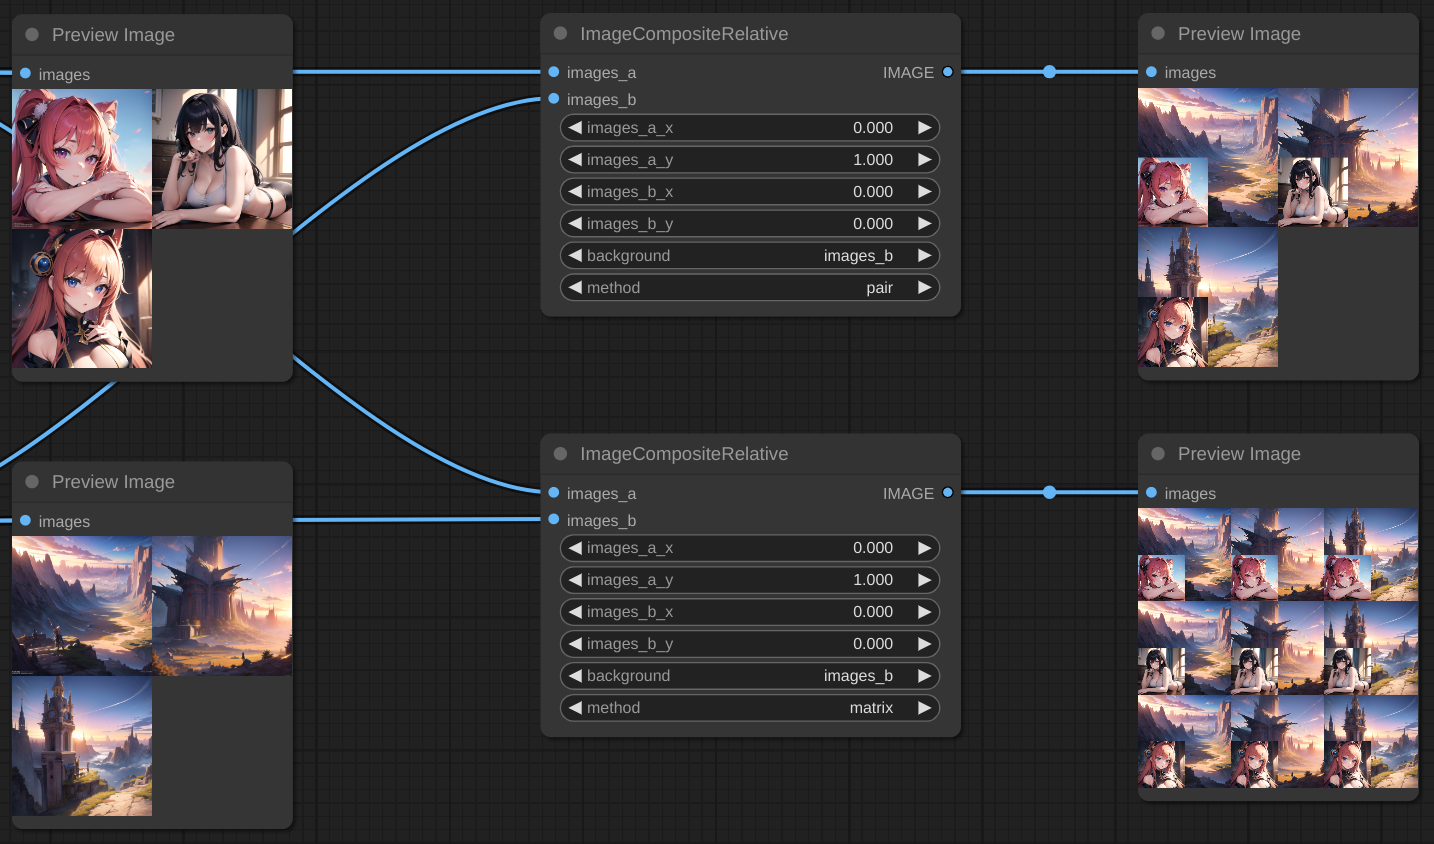 Preview Image
images
ImageCompositeRelative
images_a IMAGE
images_b
images_a_x 0.000
images_a_y 1.000
images_b_x 0.000
images_b_y 0.000
background images_b
method pair
Preview Image
images
Preview Image
images
ImageCompositeRelative
images_a IMAGE
images_b
images_a_x 0.000
images_a_y 1.000
images_b_x 0.000
images_b_y 0.000
background images_b
method matrix
Preview Image
images